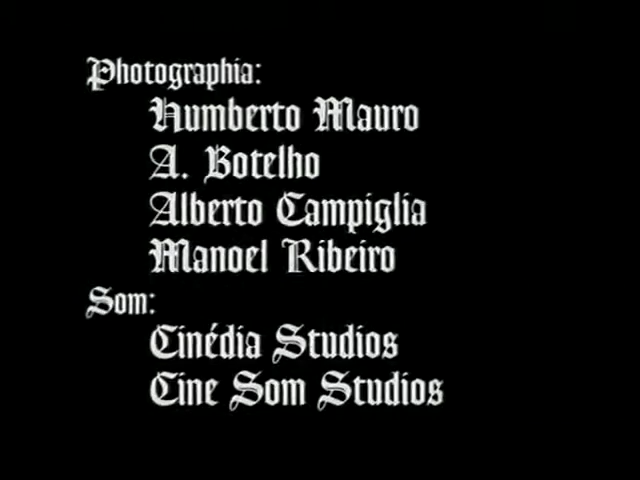 Photographia:
Humberto Mauro
A. Botelho
Alberto Campiglia
Manoel Ribeiro
Som:
Cinédia Studios
Cine Som Studios